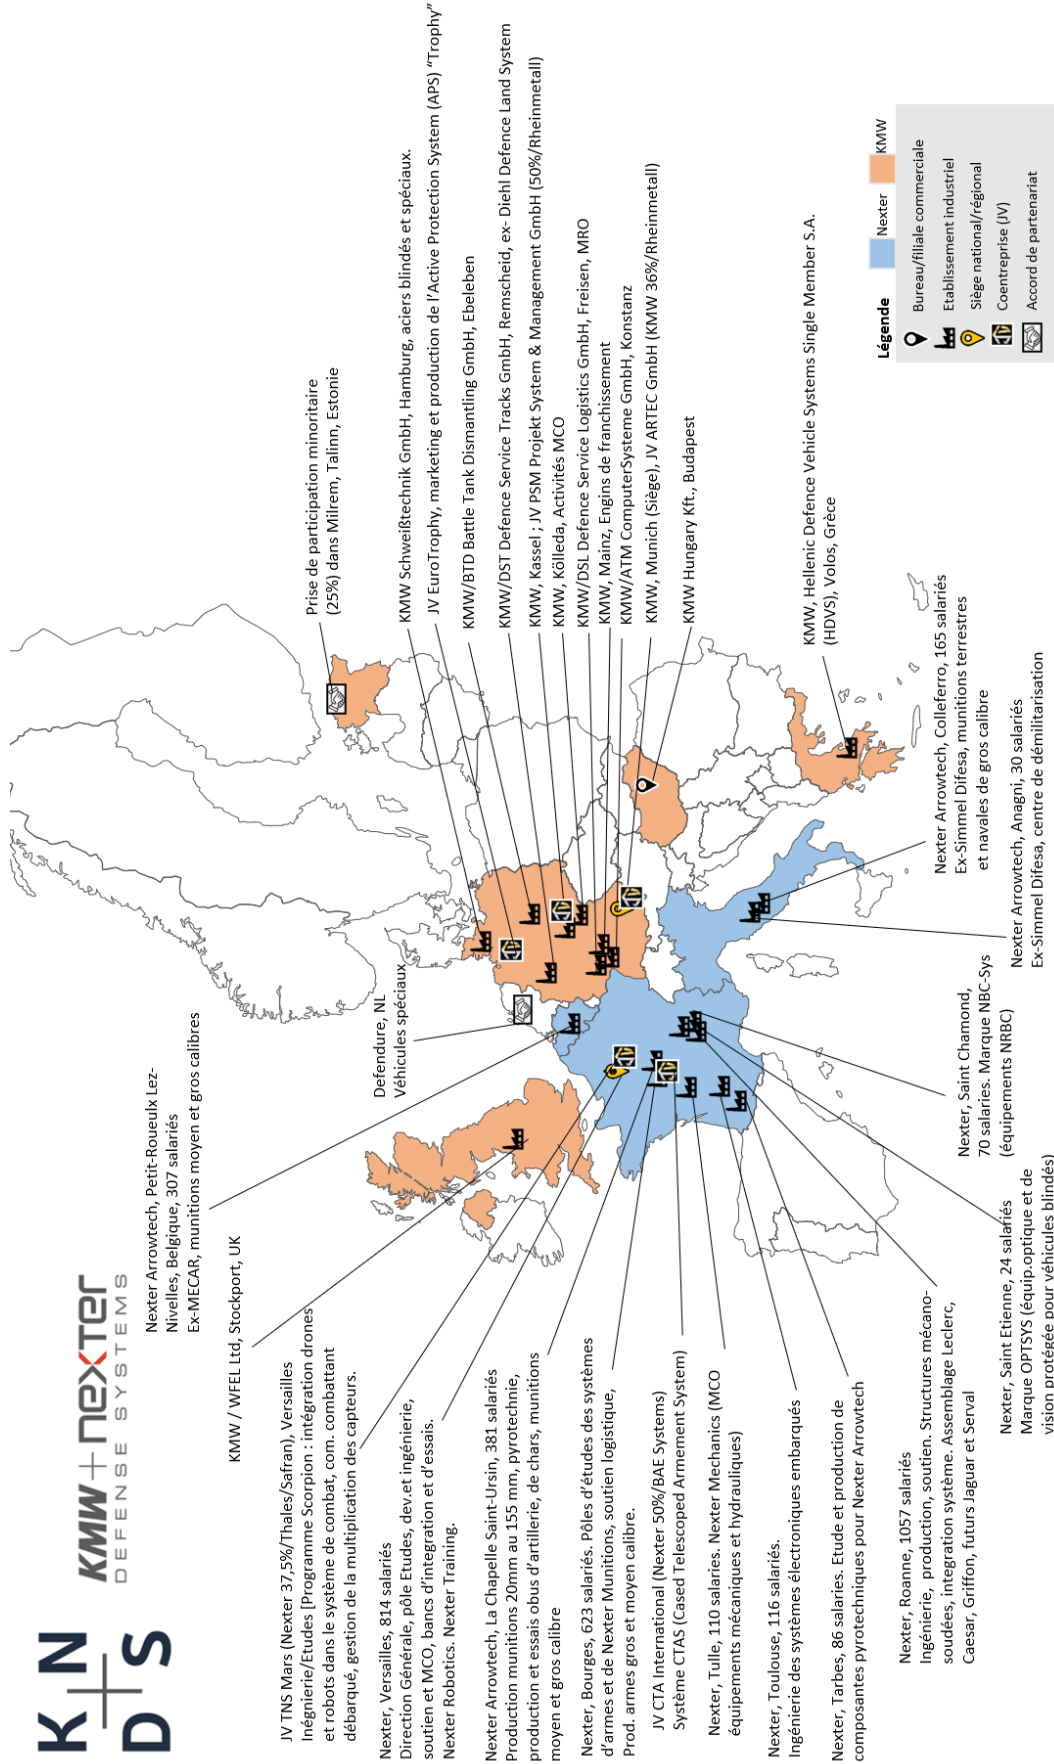 K N
D S
KMW+nexter
DEFENSE SYSTEMS
Nexter Arrowtech, Petit-Roueulx Lez-
Nivelles, Belgique, 307 salariés
Ex-MECAR, munitions moyen et gros calibres
KMW / WFEL Ltd, Stockport, UK
JV TNS Mars (Nexter 37,5%/Thales/Safran), Versailles
Inégnierie/Etudes [Programme Scorpion : intégration drones
et robots dans le système de combat, com. combattant
débarqué, gestion de la multiplication des capteurs.
Nexter, Versailles, 814 salariés
Direction Générale, pôle Etudes, dev.et ingénierie,
soutien et MCO, bancs d'integration et d'essais.
Nexter Robotics. Nexter Training.
Nexter Arrowtech, La Chapelle Saint-Ursin, 381 salariés
Production munitions 20mm au 155 mm, pyrotechnie,
production et essais obus d'artillerie, de chars, munitions
moyen et gros calibre
Nexter, Bourges, 623 salariés. Pôles d'études des systèmes
d'armes et de Nexter Munitions, soutien logistique,
Prod. armes gros et moyen calibre.
JV CTA International (Nexter 50%/BAE Systems)
Système CTAS (Cased Telescoped Armement System)
Nexter, Tulle, 110 salaries. Nexter Mechanics (MCO
équipements mécaniques et hydrauliques)
Nexter, Toulouse, 116 salariés.
Ingénierie des systèmes électroniques embarqués
Nexter, Tarbes, 86 salaries. Etude et production de
composantes pyrotechniques pour Nexter Arrowtech
Nexter, Roanne, 1057 salariés
Ingénierie, production, soutien. Structures mécano-
soudées, integration système. Assemblage Leclerc,
Caesar, Griffon, futurs Jaguar et Serval
Nexter, Saint Etienne, 24 salariés
Marque OPTSYS (équip.optique et de
vision protégée pour véhicules blindés)
Nexter, Saint Chamond,
70 salaries. Marque NBC-Sys
(équipements NRBC)
Defendure, NL
Véhicules spéciaux
Prise de participation minoritaire
(25%) dans Milrem, Talinn, Estonie
KMW Schweißtechnik GmbH, Hamburg, aciers blindés et spéciaux.
JV EuroTrophy, marketing et production de l'Active Protection System (APS) "Trophy"
KMW/BTD Battle Tank Dismantling GmbH, Ebeleben
KMW/DST Defence Service Tracks GmbH, Remscheid, ex- Diehl Defence Land System
KMW, Kassel ; JV PSM Projekt System & Management GmbH (50%/Rheinmetall)
KMW, Kölleda, Activités MCO
KMW/DSL Defence Service Logistics GmbH, Freisen, MRO
KMW, Mainz, Engins de franchissement
KMW/ATM ComputerSysteme GmbH, Konstanz
KMW, Munich (Siège), JV ARTEC GmbH (KMW 36%/Rheinmetall)
KMW Hungary Kft., Budapest
KMW, Hellenic Defence Vehicle Systems Single Member S.A.
(HDVS), Volos, Grèce
Nexter Arrowtech, Colleferro, 165 salariés
Ex-Simmel Difesa, munitions terrestres
et navales de gros calibre
Nexter Arrowtech, Anagni, 30 salariés
Ex-Simmel Difesa, centre de démilitarisation
Légende
Nexter
KMW
Bureau/filiale commerciale
Etablissement industriel
Siège national/régional
Coentreprise (JV)
Accord de partenariat